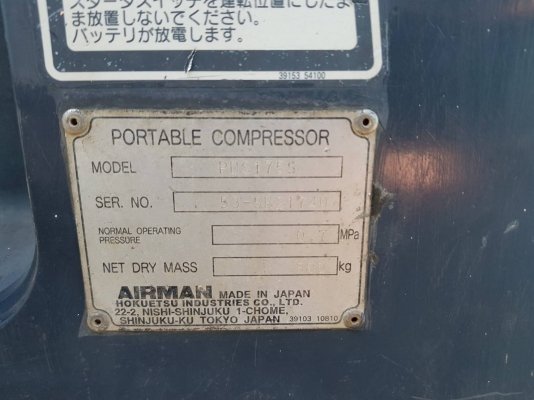 スタータスイッチを運転位置にしたま
ま放置しないでください。
バッテリが放電します。
39153 54100
PORTABLE COMPRESSOR
MODEL
SER. NO.
NORMAL OPERATING
PRESSURE 0.7 MPa
NET DRY MASS kg
AIRMAN MADE IN JAPAN
HOKUETSU INDUSTRIES CO., LTD.
22-2, NISHI-SHINJUKU 1-CHOME,
SHINJUKU-KU TOKYO JAPAN 39103 10810